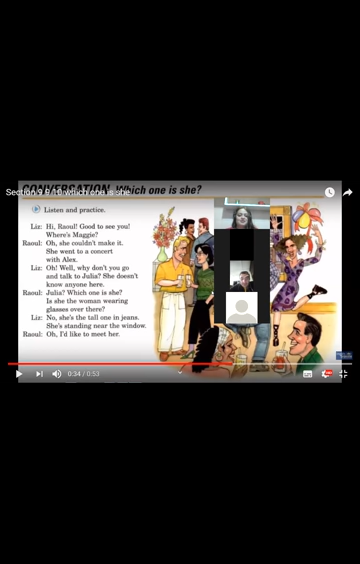 Section 9 9/10 which one is she
CONVERSATION Which one is she?
Listen and practice.
Liz: Hi, Raoul! Good to see you!
Where's Maggie?
Raoul: Oh, she couldn't make it.
She went to a concert
with Alex.
Liz: Oh! Well, why don't you go
and talk to Julia? She doesn't
know anyone here.
Raoul: Julia? Which one is she?
Is she the woman wearing
glasses over there?
Liz: No, she's the tall one in jeans.
She's standing near the window.
Raoul: Oh, I'd like to meet her.
0:34 / 0:53